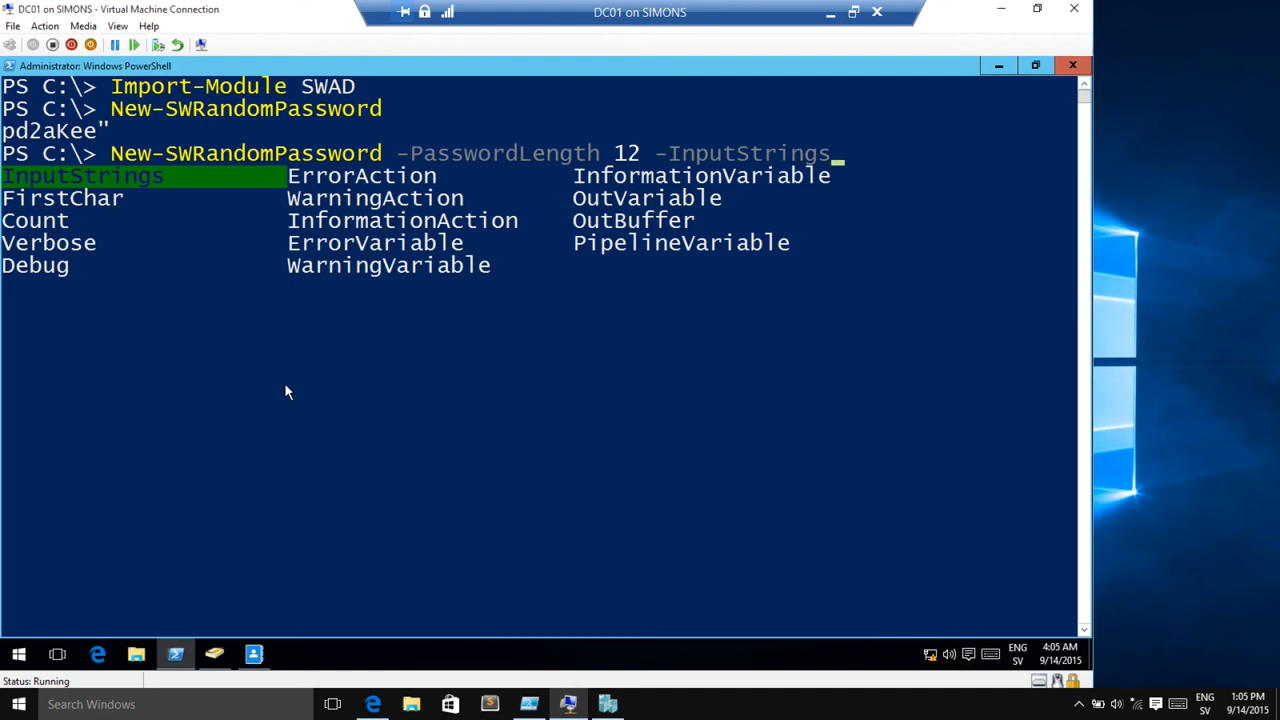 DC01 on SIMONS - Virtual Machine Connection
DC01 on SIMONS
File Action Media View Help
Administrator: Windows PowerShell
PS C:\> Import-Module SWAD
PS C:\> New-SWRandomPassword
pd2aKee"
PS C:\> New-SWRandomPassword -PasswordLength 12 -InputStrings
InputStrings ErrorAction InformationVariable
FirstChar WarningAction OutVariable
Count InformationAction OutBuffer
Verbose ErrorVariable PipelineVariable
Debug WarningVariable
ENG 4:05 AM
SV 9/14/2015
Status: Running
Search Windows
ENG 1:05 PM
SV 9/14/2015